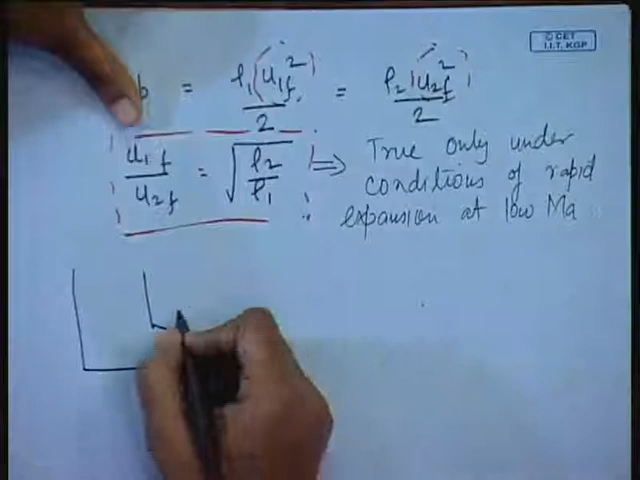 © CET
I.I.T. KGP
p = ρ₁(u₁f²)/2 = ρ₂(u₂f²)/2
u₁f/u₂f = √(ρ₂/ρ₁) ⇒ True only under
conditions of rapid
expansion at low Ma